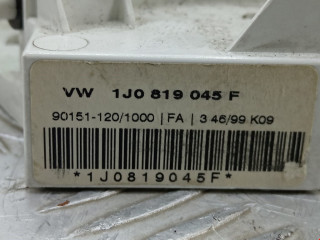 VW 1J0 819 045 F
90151-120/1000 | FA | 3 46/99 K09
*1J0819045F*